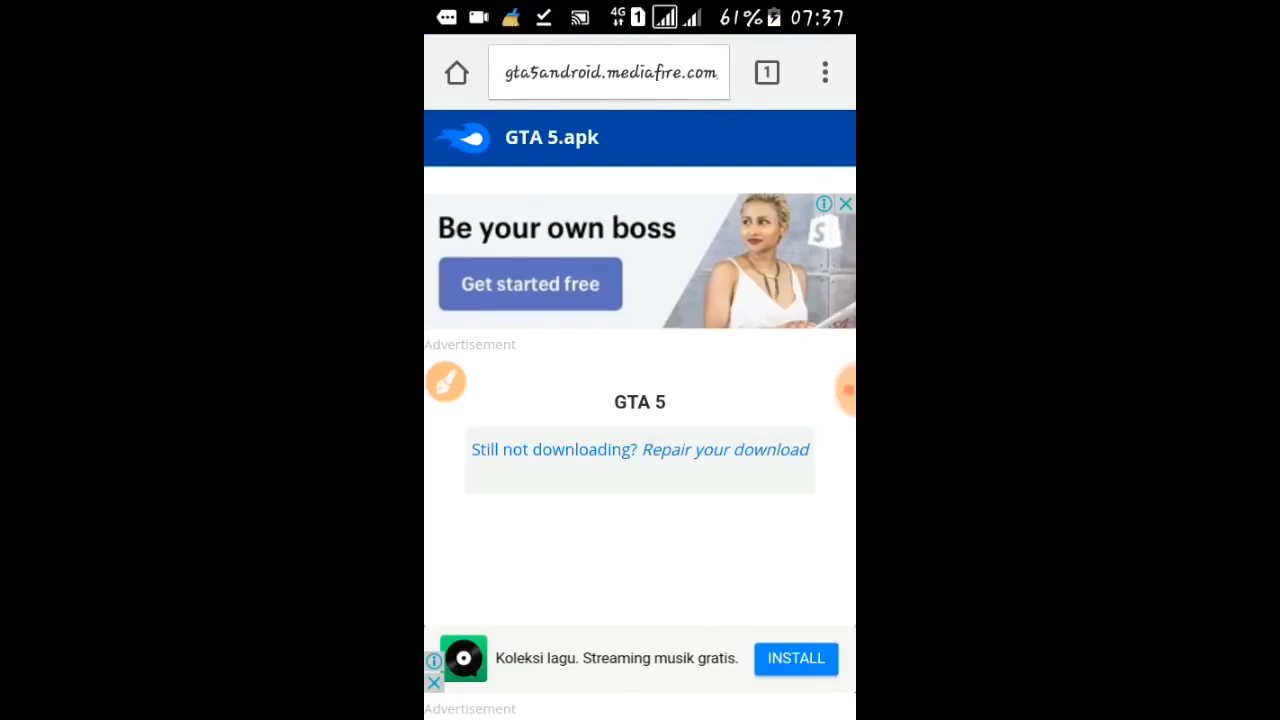 4G 1 61% 07:37
gta5android.mediafire.com
1
GTA 5.apk
Be your own boss
Get started free
Advertisement
GTA 5
Still not downloading? Repair your download
Koleksi lagu. Streaming musik gratis.
INSTALL
Advertisement